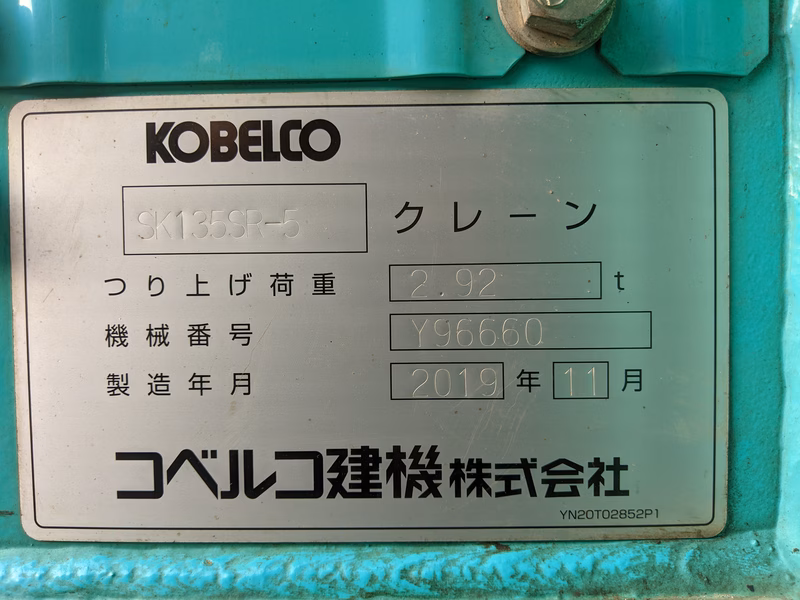 KOBELCO
SK135SR-5 クレーン
つり上げ荷重 2.92 t
機械番号 Y96660
製造年月 2019 年 11 月
コベルコ建機株式会社
YN20T02852P1